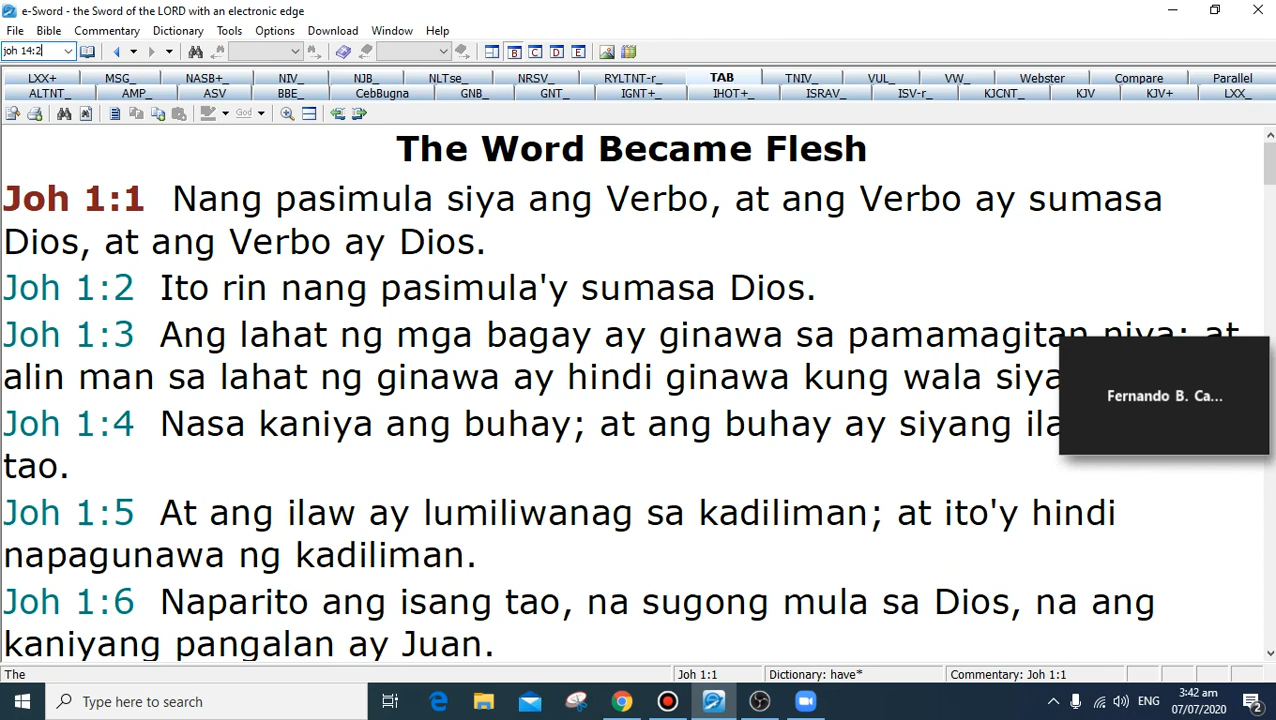 e-Sword - the Sword of the LORD with an electronic edge
File Bible Commentary Dictionary Tools Options Download Window Help
joh 14:2
LXX+ MSG_ NASB+_ NIV_ NJB_ NLTse_ NRSV_ RYLTNT-r_ TAB TNIV_ VUL_ VW_ Webster Compare Parallel
ALTNT_ AMP_ ASV BBE_ CebBugna GNB_ GNT_ IGNT+_ IHOT+_ ISRAV_ ISV-r_ KJCNT_ KJV KJV+ LXX_
God
The Word Became Flesh
Joh 1:1 Nang pasimula siya ang Verbo, at ang Verbo ay sumasa
Dios, at ang Verbo ay Dios.
Joh 1:2 Ito rin nang pasimula'y sumasa Dios.
Joh 1:3 Ang lahat ng mga bagay ay ginawa sa pamamagitan niya; at
alin man sa lahat ng ginawa ay hindi ginawa kung wala siya
Fernando B. Ca...
Joh 1:4 Nasa kaniya ang buhay; at ang buhay ay siyang
tao.
Joh 1:5 At ang ilaw ay lumiliwanag sa kadiliman; at ito'y hindi
napagunawa ng kadiliman.
Joh 1:6 Naparito ang isang tao, na sugong mula sa Dios, na ang
kaniyang pangalan ay Juan.
The Joh 1:1 Dictionary: have* Commentary: Joh 1:1
Type here to search
ENG
3:42 am
07/07/2020
2